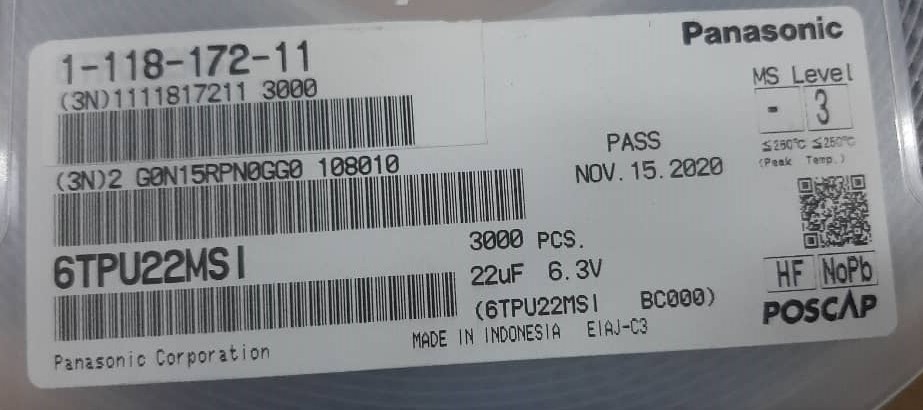 Panasonic
1-118-172-11
(3N)1111817211 3000
MS Level
- 3
≤260℃ ≤260℃
(Peak Temp.)
PASS
NOV.15.2020
(3N)2 G0N15RPN0GG0 108010
3000 PCS.
6TPU22MSI
22uF 6.3V
HF NoPb
(6TPU22MSI BC000)
POSCAP
MADE IN INDONESIA EIAJ-C3
Panasonic Corporation